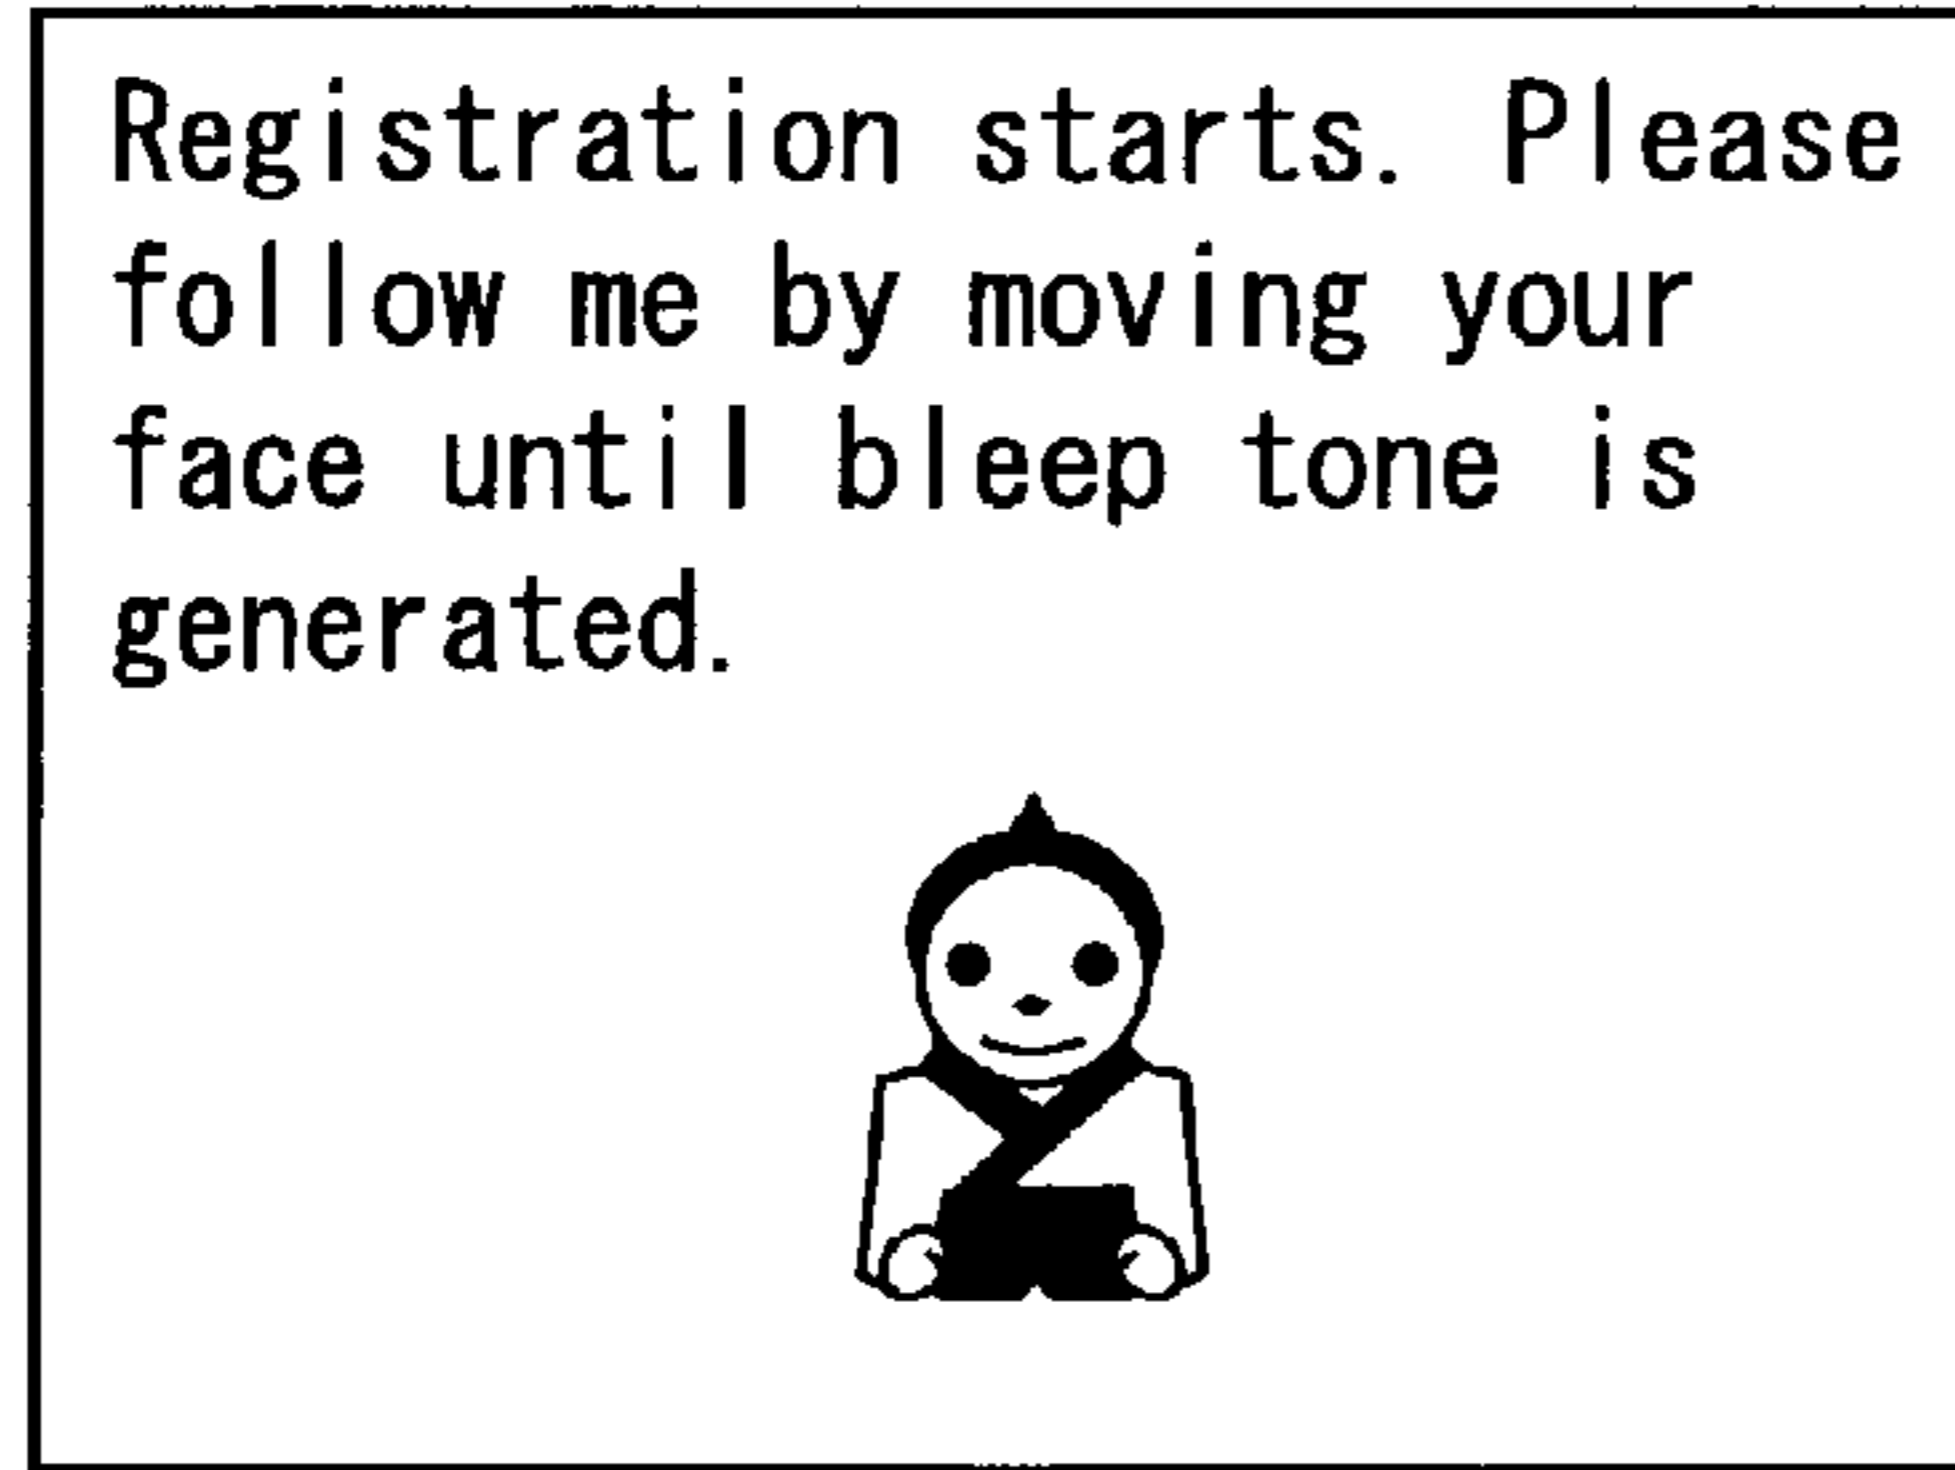 Registration starts. Please
follow me by moving your
face until bleep tone is
generated.